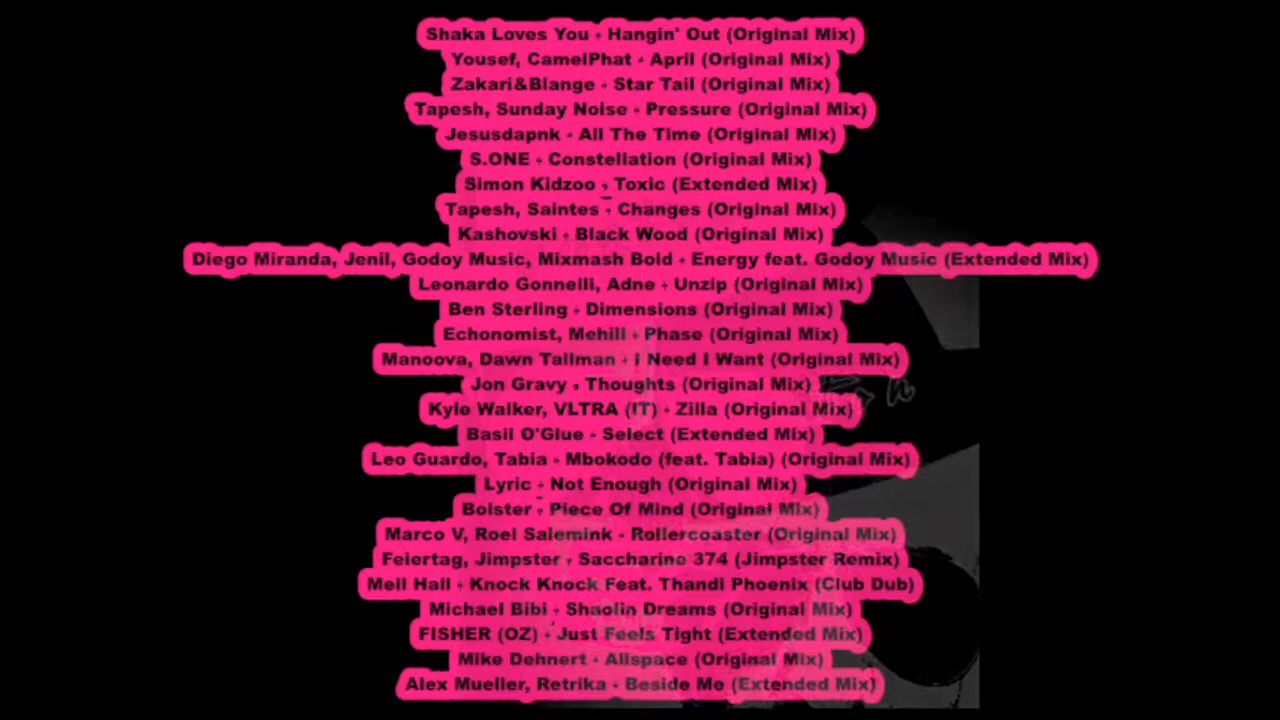 Shaka Loves You - Hangin' Out (Original Mix)
Yousef, CamelPhat - April (Original Mix)
Zakari&Blange - Star Tail (Original Mix)
Tapesh, Sunday Noise - Pressure (Original Mix)
Jesusdapnk - All The Time (Original Mix)
S.ONE - Constellation (Original Mix)
Simon Kidzoo - Toxic (Extended Mix)
Tapesh, Saintes - Changes (Original Mix)
Kashovski - Black Wood (Original Mix)
Diego Miranda, Jenil, Godoy Music, Mixmash Bold - Energy feat. Godoy Music (Extended Mix)
Leonardo Gonnelli, Adne - Unzip (Original Mix)
Ben Sterling - Dimensions (Original Mix)
Echonomist, Mehill - Phase (Original Mix)
Manoova, Dawn Tallman - I Need I Want (Original Mix)
Jon Gravy - Thoughts (Original Mix)
Kyle Walker, VLTRA (IT) - Zilla (Original Mix)
Basil O'Glue - Select (Extended Mix)
Leo Guardo, Tabia - Mbokodo (feat. Tabia) (Original Mix)
Lyric - Not Enough (Original Mix)
Bolster - Piece Of Mind (Original Mix)
Marco V, Roel Salemink - Rollercoaster (Original Mix)
Feiertag, Jimpster - Saccharine 374 (Jimpster Remix)
Mell Hall - Knock Knock Feat. Thandi Phoenix (Club Dub)
Michael Bibi - Shaolin Dreams (Original Mix)
FISHER (OZ) - Just Feels Tight (Extended Mix)
Mike Dehnert - Allspace (Original Mix)
Alex Mueller, Retrika - Beside Me (Extended Mix)